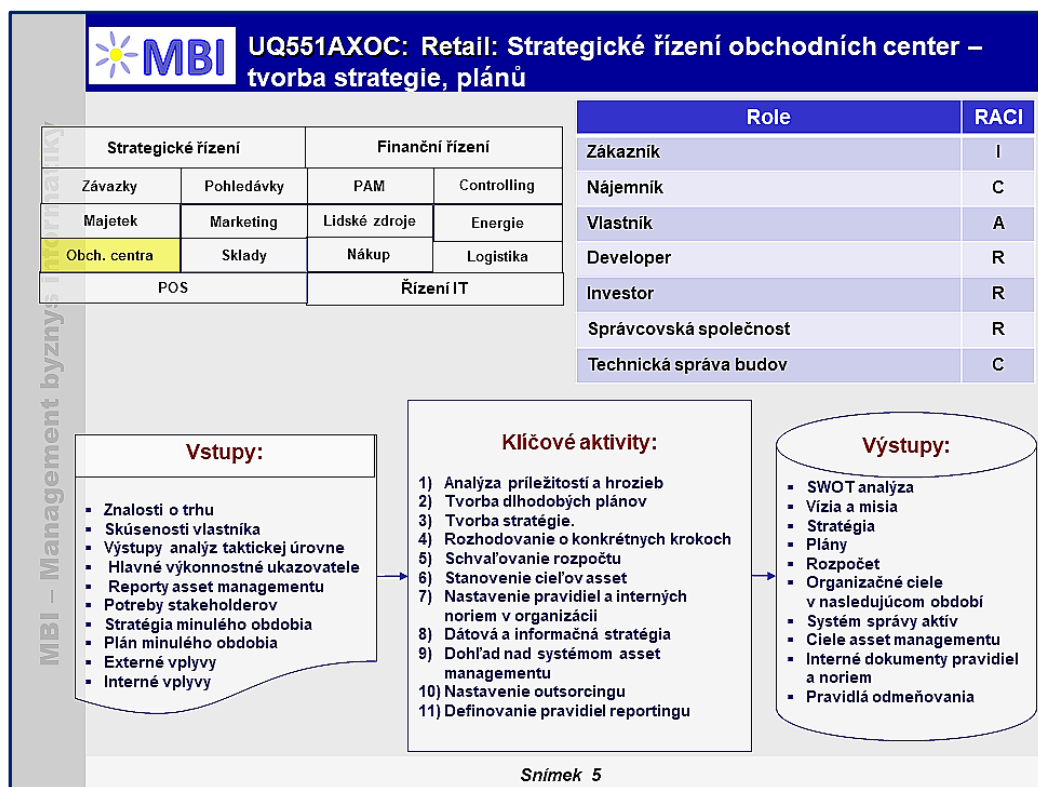 MBI
UQ551AXOC: Retail: Strategické řízení obchodních center –
tvorba strategie, plánů
MBI – Management byznys informatiky
Strategické řízení Finanční řízení
Závazky Pohledávky PAM Controlling
Majetek Marketing Lidské zdroje Energie
Obch. centra Sklady Nákup Logistika
POS Řízení IT
Role RACI
Zákazník I
Nájemník C
Vlastník A
Developer R
Investor R
Správcovská společnost R
Technická správa budov C
Vstupy:
▪ Znalosti o trhu
▪ Skúsenosti vlastníka
▪ Výstupy analýz taktickej úrovne
▪ Hlavné výkonnostné ukazovatele
▪ Reporty asset managementu
▪ Potreby stakeholderov
▪ Stratégia minulého obdobia
▪ Plán minulého obdobia
▪ Externé vplyvy
▪ Interné vplyvy
Klíčové aktivity:
1) Analýza príležitostí a hrozieb
2) Tvorba dlhodobých plánov
3) Tvorba stratégie.
4) Rozhodovanie o konkrétnych krokoch
5) Schvaľovanie rozpočtu
6) Stanovenie cieľov asset
7) Nastavenie pravidiel a interných
noriem v organizácii
8) Dátová a informačná stratégia
9) Dohľad nad systémom asset
managementu
10) Nastavenie outsorcingu
11) Definovanie pravidiel reportingu
Výstupy:
▪ SWOT analýza
▪ Vízia a misia
▪ Stratégia
▪ Plány
▪ Rozpočet
▪ Organizačné ciele
v nasledujúcom období
▪ Systém správy aktív
▪ Ciele asset managementu
▪ Interné dokumenty pravidiel
a noriem
▪ Pravidlá odmeňovania
Snímek 5